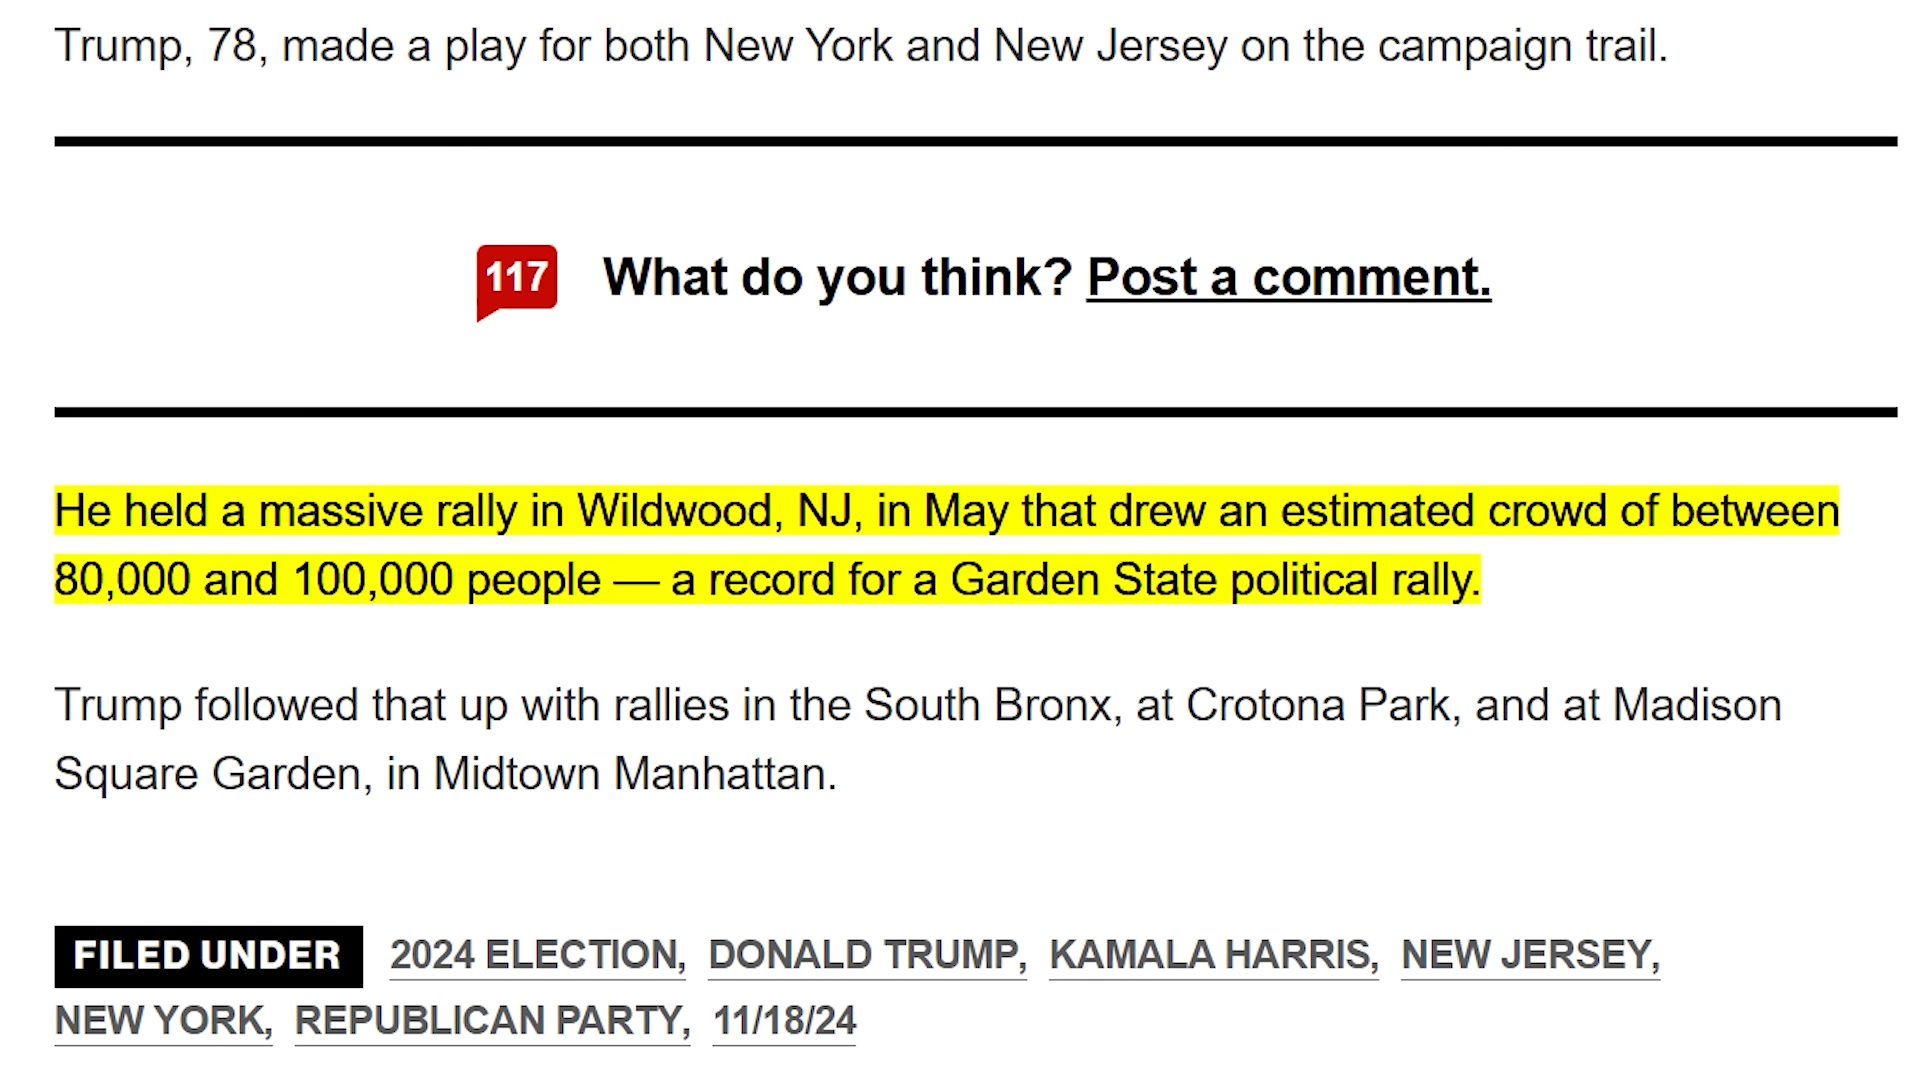 Trump, 78, made a play for both New York and New Jersey on the campaign trail.
117 What do you think? Post a comment.
He held a massive rally in Wildwood, NJ, in May that drew an estimated crowd of between
80,000 and 100,000 people — a record for a Garden State political rally.
Trump followed that up with rallies in the South Bronx, at Crotona Park, and at Madison
Square Garden, in Midtown Manhattan.
FILED UNDER 2024 ELECTION, DONALD TRUMP, KAMALA HARRIS, NEW JERSEY,
NEW YORK, REPUBLICAN PARTY, 11/18/24